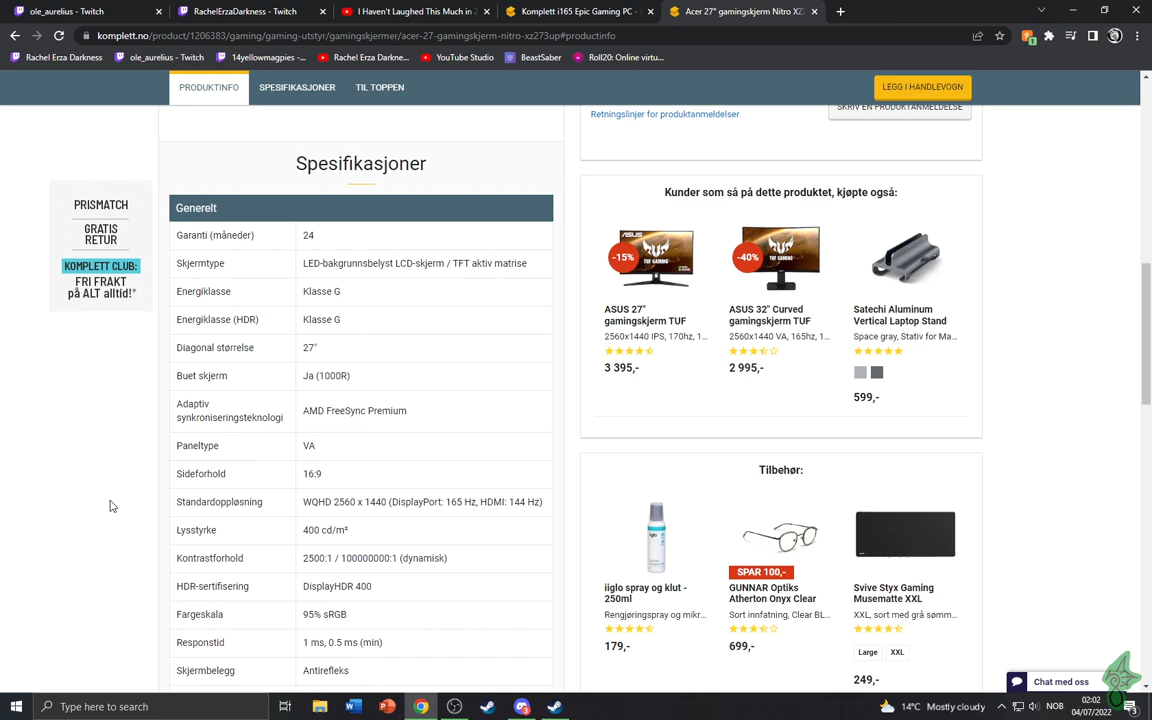 ole_aurelius - Twitch
RachelErzaDarkness - Twitch
I Haven't Laughed This Much in 2
Komplett i165 Epic Gaming PC -
Acer 27" gamingskjerm Nitro XZ2
komplett.no/product/1206383/gaming/gaming-utstyr/gamingskjermer/acer-27-gamingskjerm-nitro-xz273up#productinfo
Rachel Erza Darkness
ole_aurelius - Twitch
14yellowmagpies -...
Rachel Erza Darkne...
YouTube Studio
BeastSaber
Roll20: Online virtu...
PRODUKTINFO
SPESIFIKASJONER
TIL TOPPEN
LEGG I HANDLEVOGN
Retningslinjer for produktanmeldelser
SKRIV EN PRODUKTANMELDELSE
PRISMATCH
GRATIS
RETUR
KOMPLETT CLUB:
FRI FRAKT
på ALT alltid!*
Spesifikasjoner
Generelt
Garanti (måneder) 24
Skjermtype LED-bakgrunnsbelyst LCD-skjerm / TFT aktiv matrise
Energiklasse Klasse G
Energiklasse (HDR) Klasse G
Diagonal størrelse 27"
Buet skjerm Ja (1000R)
Adaptiv
synkroniseringsteknologi AMD FreeSync Premium
Paneltype VA
Sideforhold 16:9
Standardoppløsning WQHD 2560 x 1440 (DisplayPort: 165 Hz, HDMI: 144 Hz)
Lysstyrke 400 cd/m²
Kontrastforhold 2500:1 / 100000000:1 (dynamisk)
HDR-sertifisering DisplayHDR 400
Fargeskala 95% sRGB
Responstid 1 ms, 0.5 ms (min)
Skjermbelegg Antirefleks
Kunder som så på dette produktet, kjøpte også:
-15%
ASUS
TUF
GAMING
ASUS 27"
gamingskjerm TUF
2560x1440 IPS, 170hz, 1...
3 395,-
-40%
TUF
GAMING
ASUS 32" Curved
gamingskjerm TUF
2560x1440 VA, 165hz, 1...
2 995,-
Satechi Aluminum
Vertical Laptop Stand
Space gray, Stativ for Ma...
599,-
Tilbehør:
iiglo
iiglo spray og klut -
250ml
Rengjøringspray og mikr...
179,-
SPAR 100,-
GUNNAR Optiks
Atherton Onyx Clear
Sort innfatning, Clear BL...
699,-
Svive Styx Gaming
Musematte XXL
XXL, sort med grå sømm...
Large XXL
249,-
Chat med oss
Type here to search
14°C Mostly cloudy
NOB
02:02
04/07/2022
3